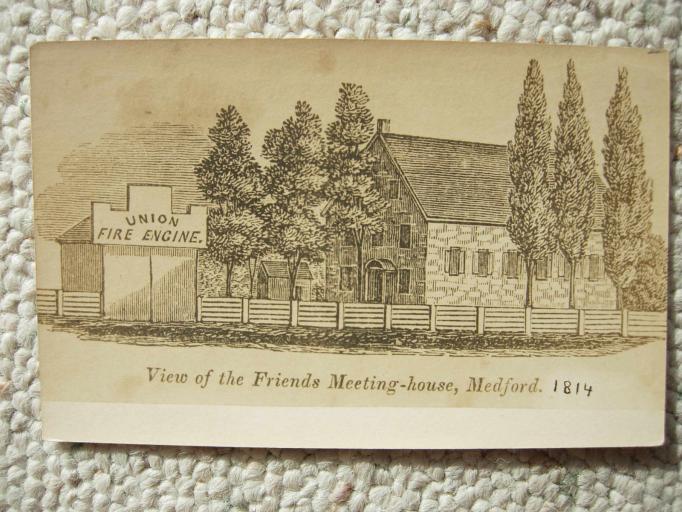 UNION
FIRE ENGINE.
View of the Friends Meeting-house, Medford. 1814